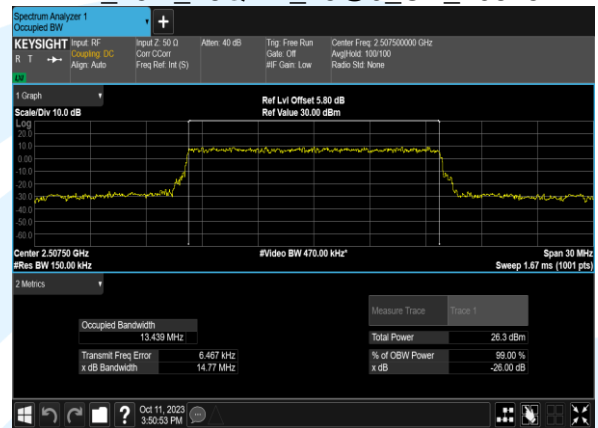 Spectrum Analyzer 1
Occupied BW
+
KEYSIGHT Input: RF Input Z: 50 Ω Atten: 40 dB Trig: Free Run Center Freq: 2.507500000 GHz
R T Coupling: DC Corr CCorr Gate: Off Avg|Hold: 100/100
Align: Auto Freq Ref: Int (S) #IF Gain: Low Radio Std: None
LW
1 Graph
Ref Lvl Offset 5.80 dB
Scale/Div 10.0 dB Ref Value 30.00 dBm
Log
20.0
10.0
0.00
-10.0
-20.0
-30.0
-40.0
-50.0
-60.0
Center 2.50750 GHz #Video BW 470.00 kHz* Span 30 MHz
#Res BW 150.00 kHz Sweep 1.67 ms (1001 pts)
2 Metrics
Measure Trace Trace 1
Occupied Bandwidth
13.439 MHz Total Power 26.3 dBm
Transmit Freq Error 6.467 kHz % of OBW Power 99.00 %
x dB Bandwidth 14.77 MHz x dB -26.00 dB
? Oct 11, 2023
3:50:53 PM